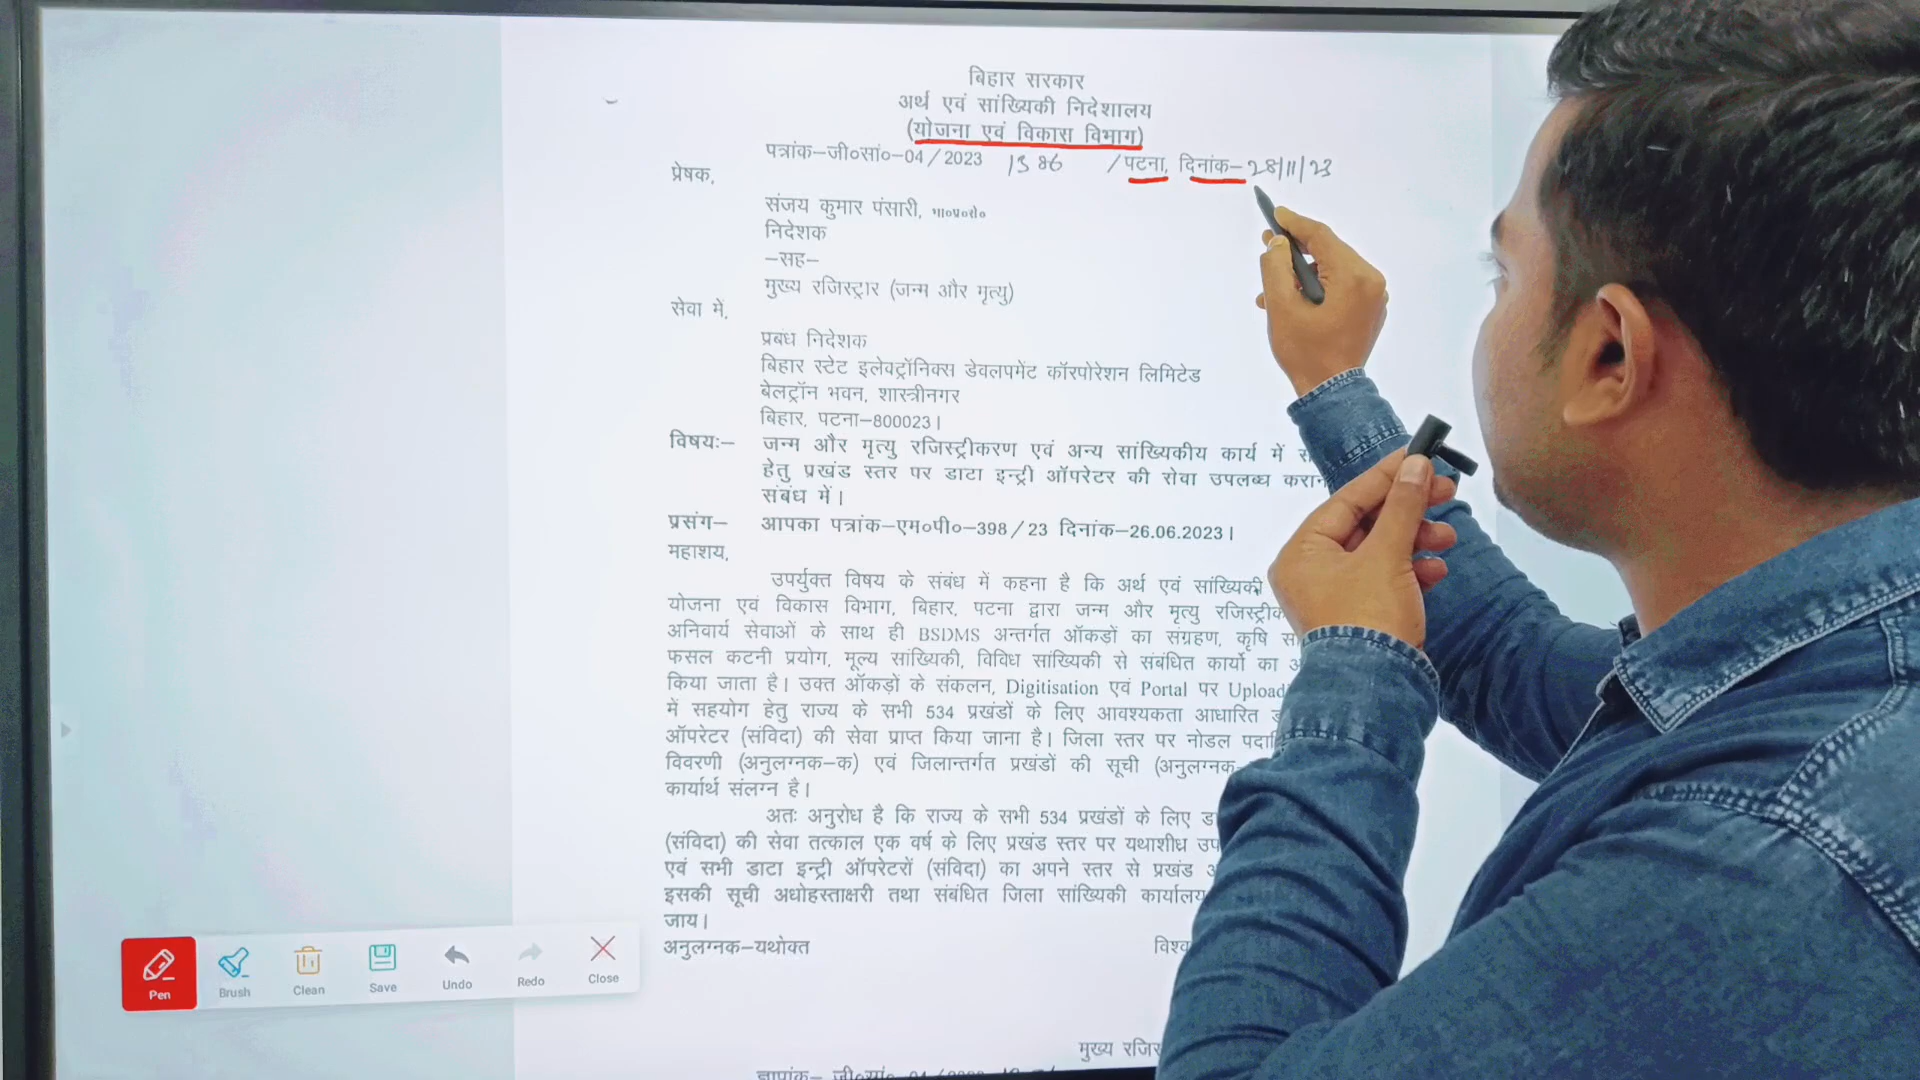 बिहार सरकार
अर्थ एवं सांख्यिकी निदेशालय
(योजना एवं विकास विभाग)
पत्रांक–जी०सां०–04/2023 1386 /पटना, दिनांक–28/11/23
प्रेषक,
संजय कुमार पंसारी, भा०प्र०से०
निदेशक
–सह–
मुख्य रजिस्ट्रार (जन्म और मृत्यु)
सेवा में,
प्रबंध निदेशक
बिहार स्टेट इलेक्ट्रॉनिक्स डेवलपमेंट कॉरपोरेशन लिमिटेड
बेलट्रॉन भवन, शास्त्रीनगर
बिहार, पटना–800023।
विषयः– जन्म और मृत्यु रजिस्ट्रीकरण एवं अन्य सांख्यिकीय कार्य में
हेतु प्रखंड स्तर पर डाटा इन्ट्री ऑपरेटर की सेवा उपलब्ध करान
संबंध में।
प्रसंग– आपका पत्रांक–एम०पी०–398/23 दिनांक–26.06.2023।
महाशय,
उपर्युक्त विषय के संबंध में कहना है कि अर्थ एवं सांख्यिकी
योजना एवं विकास विभाग, बिहार, पटना द्वारा जन्म और मृत्यु रजिस्ट्रीक
अनिवार्य सेवाओं के साथ ही BSDMS अन्तर्गत ऑकड़ों का संग्रहण, कृषि
फसल कटनी प्रयोग, मूल्य सांख्यिकी, विविध सांख्यिकी से संबंधित कार्यो का
किया जाता है। उक्त ऑकड़ों के संकलन, Digitisation एवं Portal पर Upload
में सहयोग हेतु राज्य के सभी 534 प्रखंडों के लिए आवश्यकता आधारित
ऑपरेटर (संविदा) की सेवा प्राप्त किया जाना है। जिला स्तर पर नोडल
विवरणी (अनुलग्नक–क) एवं जिलान्तर्गत प्रखंडों की सूची (अनुलग्नक–
कार्यार्थ संलग्न है।
अतः अनुरोध है कि राज्य के सभी 534 प्रखंडों के लिए
(संविदा) की सेवा तत्काल एक वर्ष के लिए प्रखंड स्तर पर यथाशीध्र
एवं सभी डाटा इन्ट्री ऑपरेटरों (संविदा) का अपने स्तर से प्रखंड
इसकी सूची अधोहस्ताक्षरी तथा संबंधित जिला सांख्यिकी कार्यालय
जाय।
अनुलग्नक–यथोक्त
मुख्य
Pen Brush Clean Save Undo Redo Close